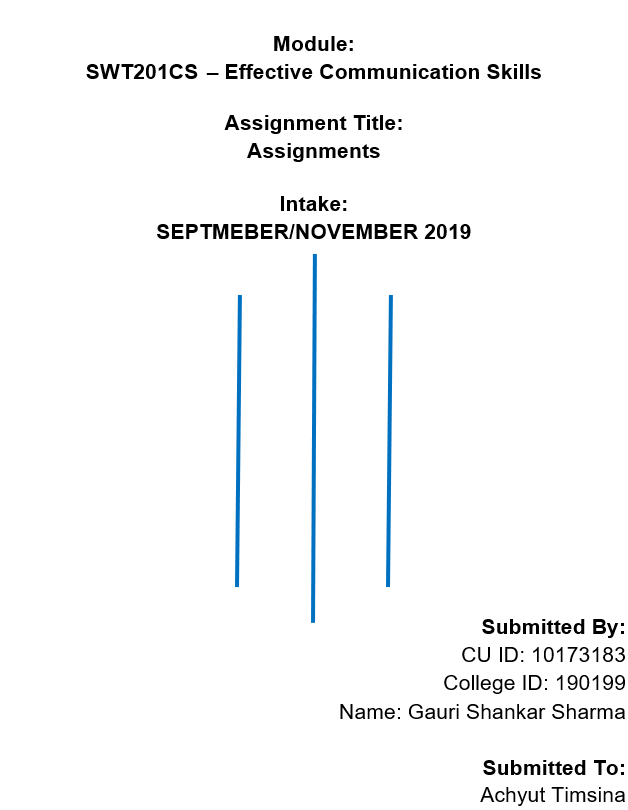 Module:
SWT201CS – Effective Communication Skills
Assignment Title:
Assignments
Intake:
SEPTMEBER/NOVEMBER 2019
Submitted By:
CU ID: 10173183
College ID: 190199
Name: Gauri Shankar Sharma
Submitted To:
Achyut Timsina